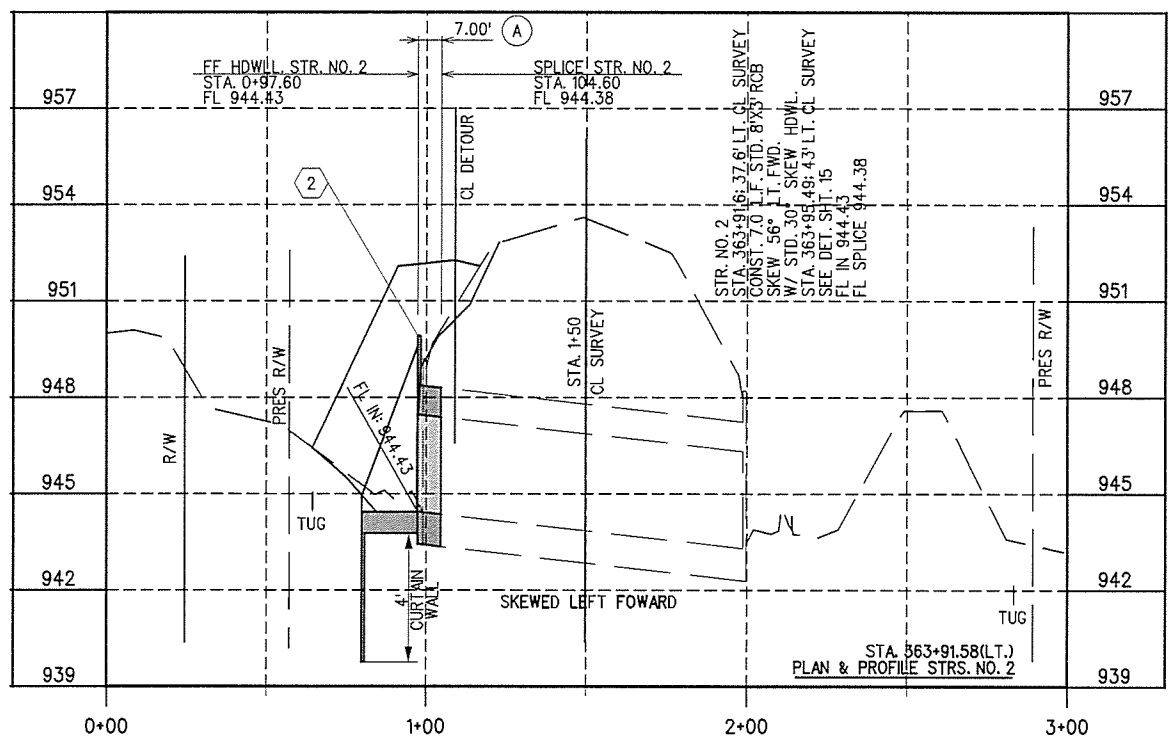 7.00' A
FF HDWLL, STR. NO. 2
STA. 0+97.60
FL 944.43
SPLICE STR. NO. 2
STA. 104.60
FL 944.38
957
957
954
954
951
951
948
948
945
945
942
942
939
939
2
CL DETOUR
STR. NO. 2
STA. 363+91.6; 37.6' LT. CL SURVEY
CONST. 7.0 L.F. STD. 8'X3' RCB
SKEW 56° LT. FWD.
W/ STD. 30° SKEW HDWL.
STA. 363+95.49; 43' LT. CL SURVEY
SEE DET. SHT. 15
FL IN 944.43
FL SPLICE 944.38
R/W
PRES R/W
FL IN: 944.43
STA. 1+50
CL SURVEY
PRES R/W
TUG
4'
CURTAIN
WALL
SKEWED LEFT FOWARD
TUG
STA. 363+91.58(LT.)
PLAN & PROFILE STRS. NO. 2
0+00
1+00
2+00
3+00